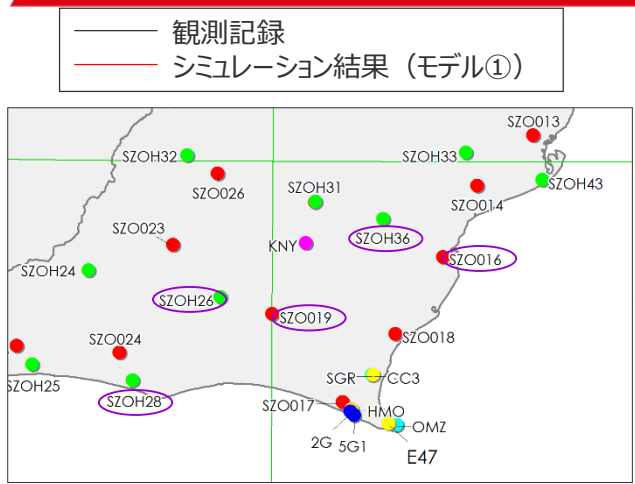 観測記録
シミュレーション結果（モデル①）
SZO013
SZOH32
SZOH33
SZO026
SZOH43
SZOH31
SZO014
SZO023
KNY
SZOH36
SZO016
SZOH24
SZOH26
SZO019
SZO018
SZO024
SZOH25
SGR
CC3
SZOH28
SZO017
HMO
OMZ
2G
5G1
E47